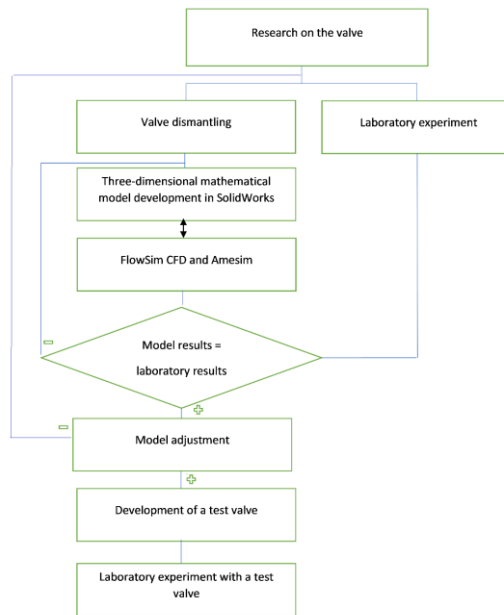 Research on the valve
Valve dismantling
Laboratory experiment
Three-dimensional mathematical
model development in SolidWorks
FlowSim CFD and Amesim
Model results =
laboratory results
Model adjustment
Development of a test valve
Laboratory experiment with a test
valve